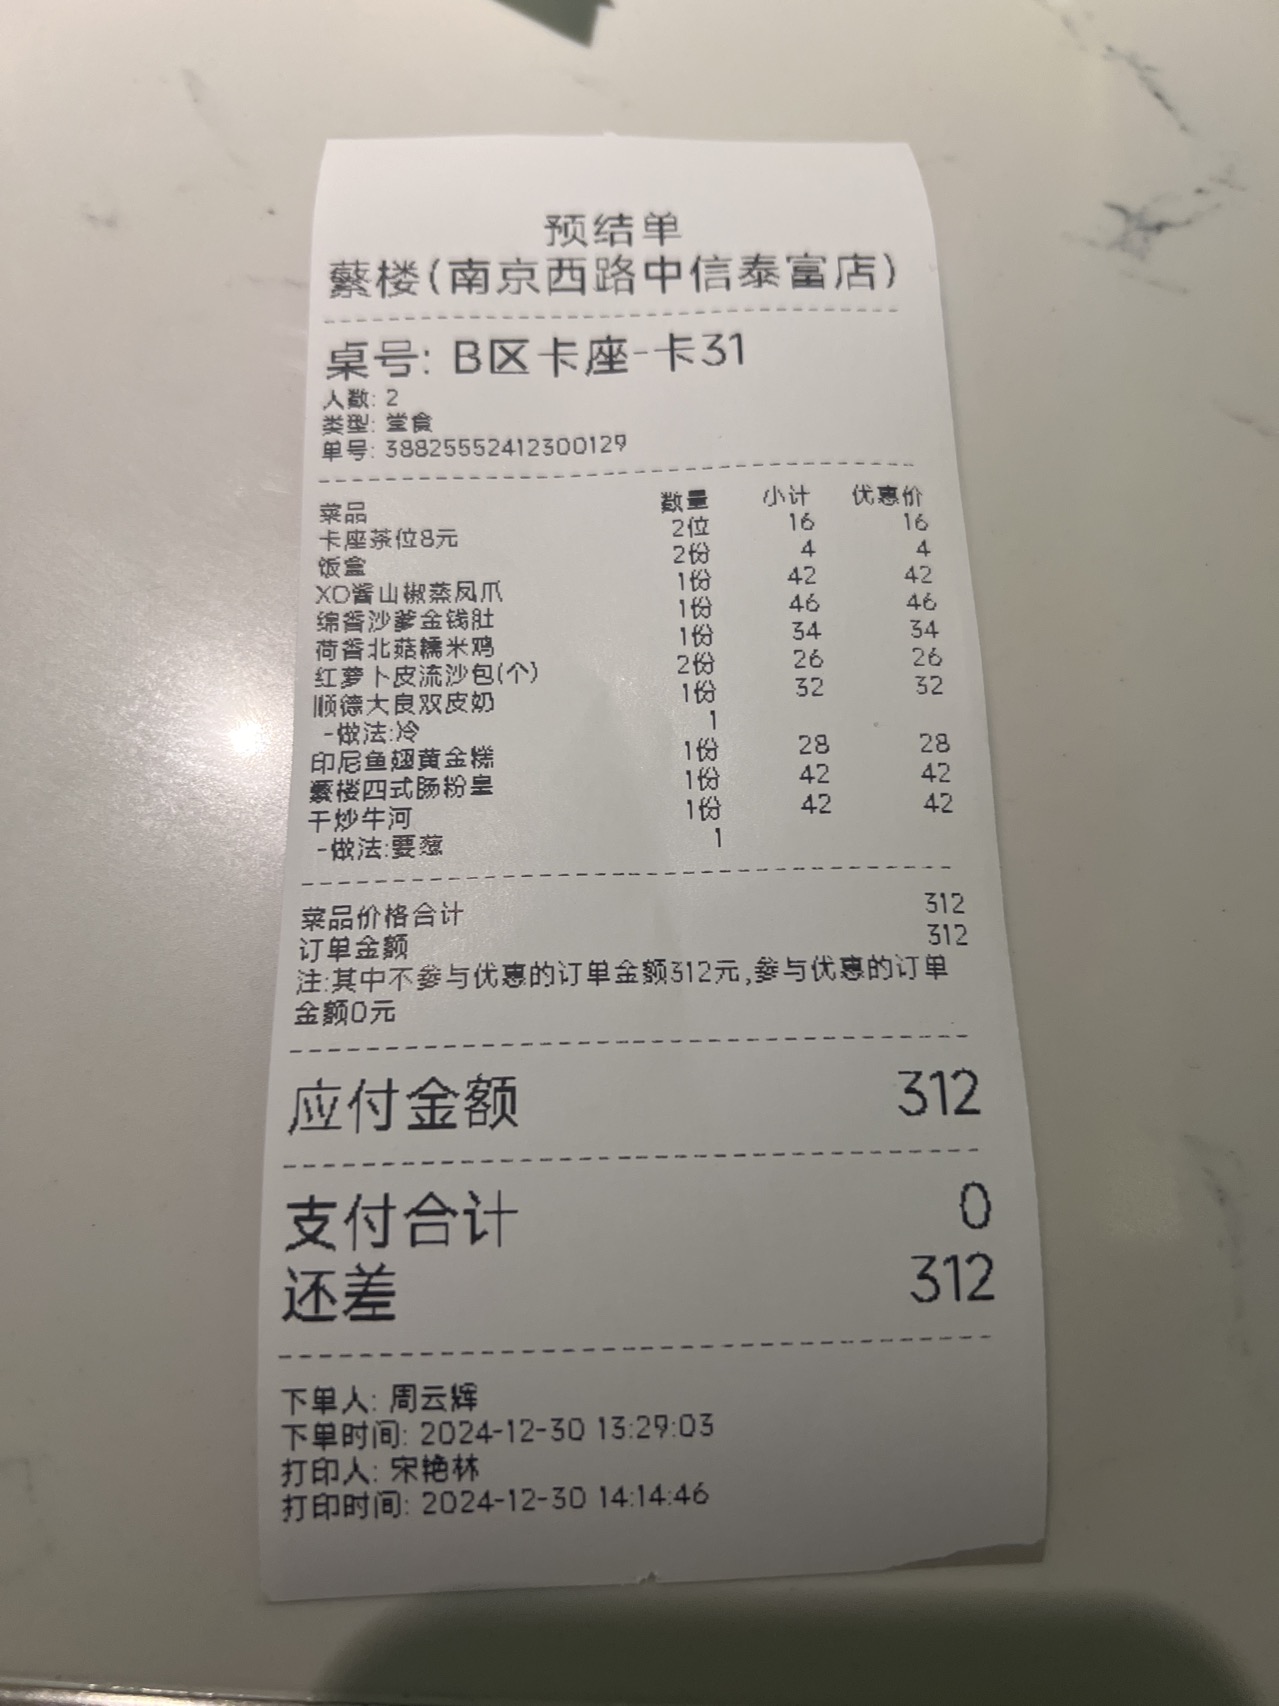 预结单
蘩楼(南京西路中信泰富店)
桌号: B区卡座-卡31
人数: 2
类型: 堂食
单号: 38825552412300129
菜品 数量 小计 优惠价
卡座茶位8元 2位 16 16
饭盒 2份 4 4
XO酱山椒蒸凤爪 1份 42 42
绵香沙爹金钱肚 1份 46 46
荷香北菇糯米鸡 1份 34 34
红萝卜皮流沙包(个) 2份 26 26
顺德大良双皮奶 1份 32 32
-做法:冷 1
印尼鱼翅黄金糕 1份 28 28
蘩楼四式肠粉皇 1份 42 42
干炒牛河 1份 42 42
-做法:要葱 1
菜品价格合计 312
订单金额 312
注:其中不参与优惠的订单金额312元,参与优惠的订单
金额0元
应付金额 312
支付合计 0
还差 312
下单人: 周云辉
下单时间: 2024-12-30 13:29:03
打印人: 宋艳林
打印时间: 2024-12-30 14:14:46